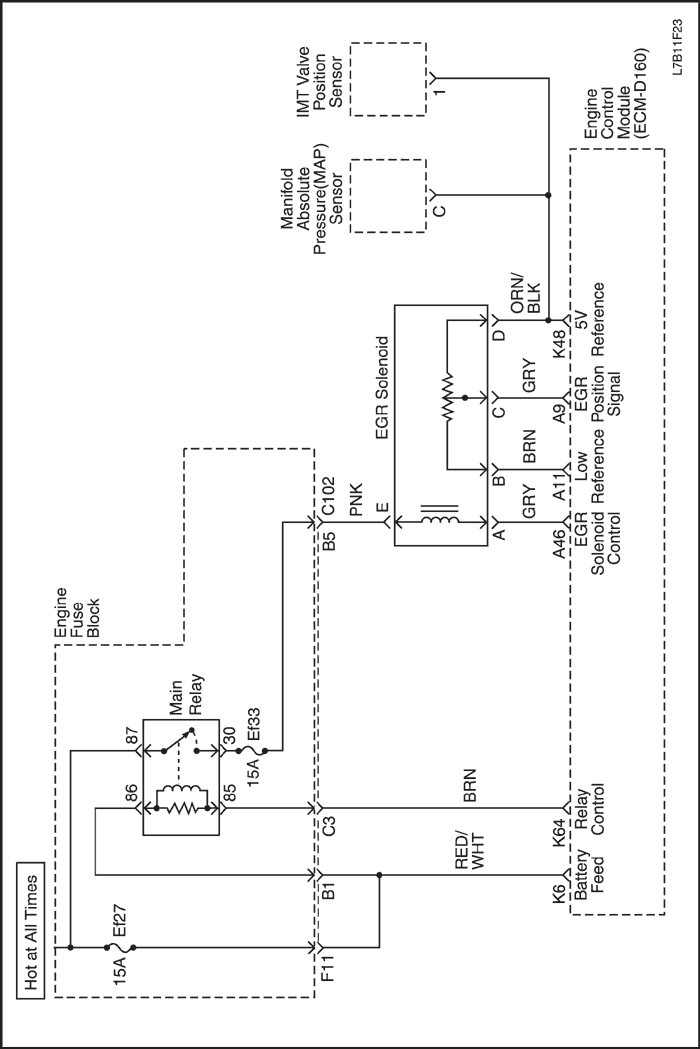 Hot at All Times
15A
Ef27
Engine
Fuse
Block
86
87
Main
Relay
85
30
15A
Ef33
F11
B1
C3
B5
C102
RED/
WHT
BRN
PNK
E
EGR Solenoid
A
B
C
D
GRY
BRN
GRY
ORN/
BLK
Manifold
Absolute
Pressure(MAP)
Sensor
C
IMT Valve
Position
Sensor
1
K6
K64
A46
A11
A9
K48
Battery
Feed
Relay
Control
EGR
Solenoid
Control
Low
Reference
EGR
Position
Signal
5V
Reference
Engine
Control
Module
(ECM-D160)
L7B11F23